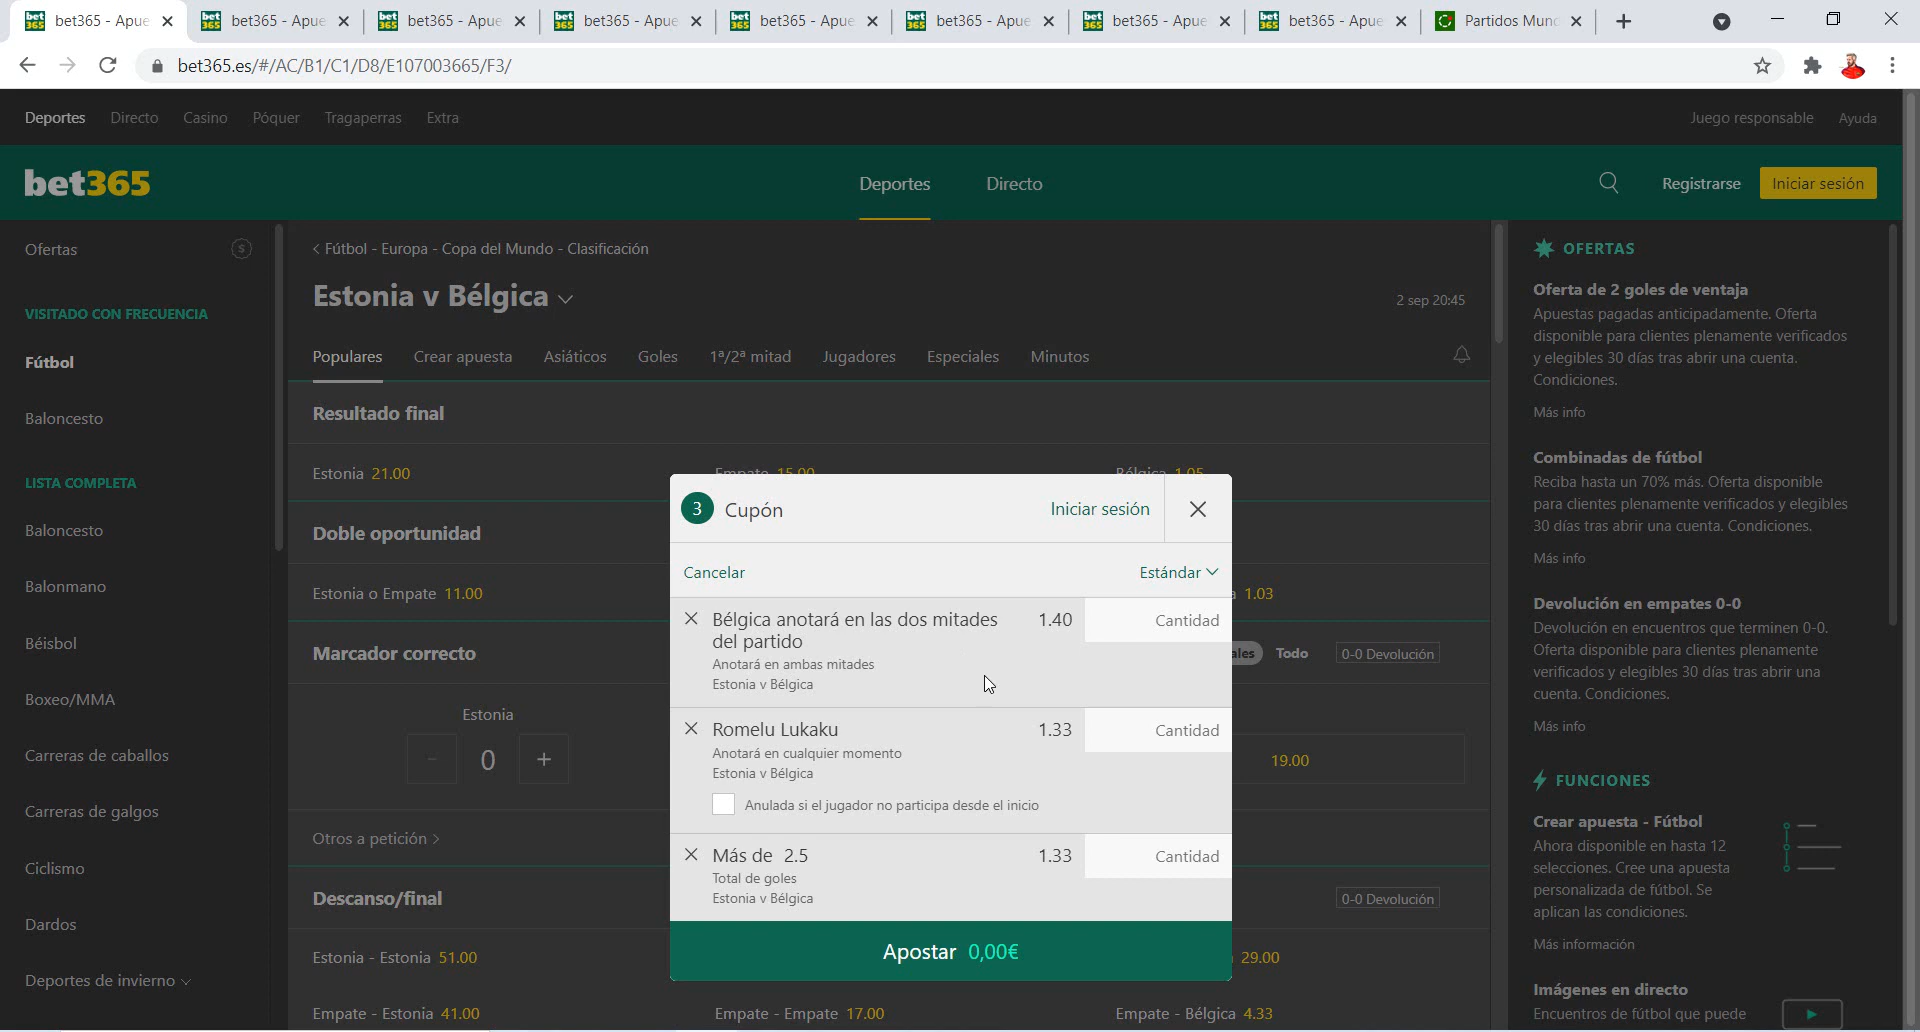 bet365 - Apue
bet365 - Apue
bet365 - Apue
bet365 - Apue
bet365 - Apue
bet365 - Apue
bet365 - Apue
bet365 - Apue
Partidos Mun
bet365.es/#/AC/B1/C1/D8/E107003665/F3/
Deportes Directo Casino Póquer Tragaperras Extra
Juego responsable Ayuda
bet365
Deportes Directo
Registrarse Iniciar sesión
Ofertas
VISITADO CON FRECUENCIA
Fútbol
Baloncesto
LISTA COMPLETA
Baloncesto
Balonmano
Béisbol
Boxeo/MMA
Carreras de caballos
Carreras de galgos
Ciclismo
Dardos
Deportes de invierno
< Fútbol - Europa - Copa del Mundo - Clasificación
Estonia v Bélgica
2 sep 20:45
Populares Crear apuesta Asiáticos Goles 1ª/2ª mitad Jugadores Especiales Minutos
Resultado final
Estonia 21.00 Empate 15.00 Bélgica 1.05
Doble oportunidad
Estonia o Empate 11.00
a 1.03
Marcador correcto
ales Todo 0-0 Devolución
Estonia
- 0 +
19.00
Otros a petición >
Descanso/final
0-0 Devolución
Estonia - Estonia 51.00
29.00
Empate - Estonia 41.00 Empate - Empate 17.00 Empate - Bélgica 4.33
3 Cupón Iniciar sesión
Cancelar Estándar
Bélgica anotará en las dos mitades 1.40 Cantidad
del partido
Anotará en ambas mitades
Estonia v Bélgica
Romelu Lukaku 1.33 Cantidad
Anotará en cualquier momento
Estonia v Bélgica
Anulada si el jugador no participa desde el inicio
Más de 2.5 1.33 Cantidad
Total de goles
Estonia v Bélgica
Apostar 0,00€
OFERTAS
Oferta de 2 goles de ventaja
Apuestas pagadas anticipadamente. Oferta
disponible para clientes plenamente verificados
y elegibles 30 días tras abrir una cuenta.
Condiciones.
Más info
Combinadas de fútbol
Reciba hasta un 70% más. Oferta disponible
para clientes plenamente verificados y elegibles
30 días tras abrir una cuenta. Condiciones.
Más info
Devolución en empates 0-0
Devolución en encuentros que terminen 0-0.
Oferta disponible para clientes plenamente
verificados y elegibles 30 días tras abrir una
cuenta. Condiciones.
Más info
FUNCIONES
Crear apuesta - Fútbol
Ahora disponible en hasta 12
selecciones. Cree una apuesta
personalizada de fútbol. Se
aplican las condiciones.
Más información
Imágenes en directo
Encuentros de fútbol que puede